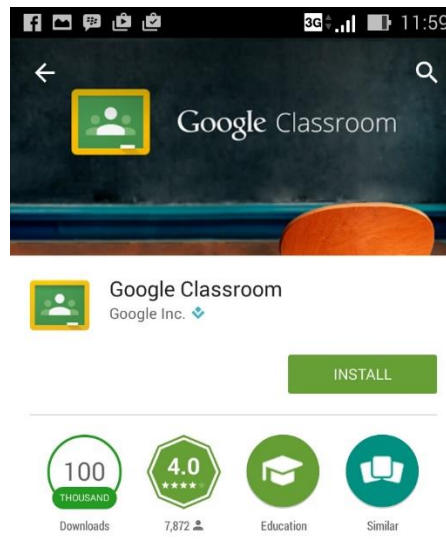 3G 11:59
Google Classroom
Google Classroom
Google Inc.
INSTALL
100
THOUSAND
4.0
Downloads
7,872
Education
Similar